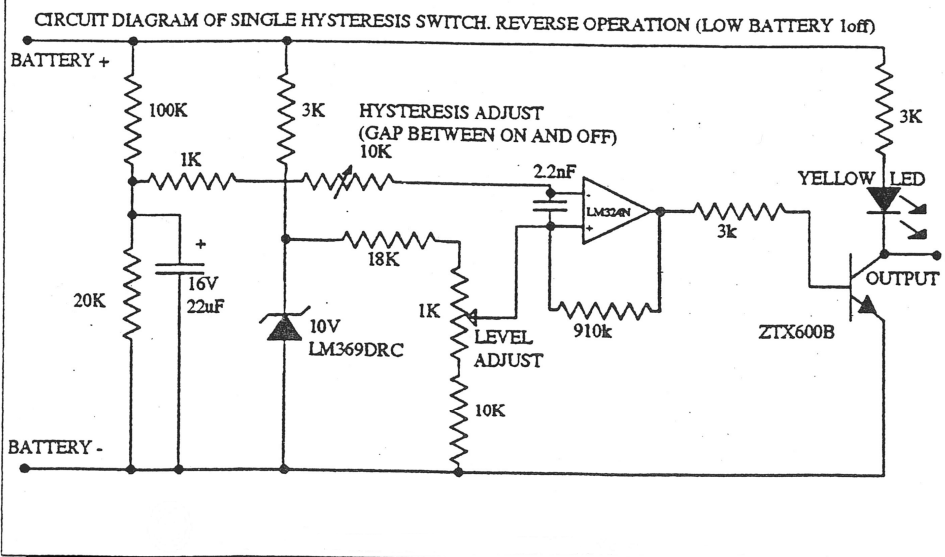 CIRCUIT DIAGRAM OF SINGLE HYSTERESIS SWITCH. REVERSE OPERATION (LOW BATTERY 1off)
BATTERY +
100K
3K
HYSTERESIS ADJUST
(GAP BETWEEN ON AND OFF)
10K
3K
1K
2.2nF
YELLOW LED
-
LM324N
+
3k
+
18K
16V
22uF
20K
OUTPUT
1K
10V
LM369DRC
LEVEL
ADJUST
910k
ZTX600B
10K
BATTERY -